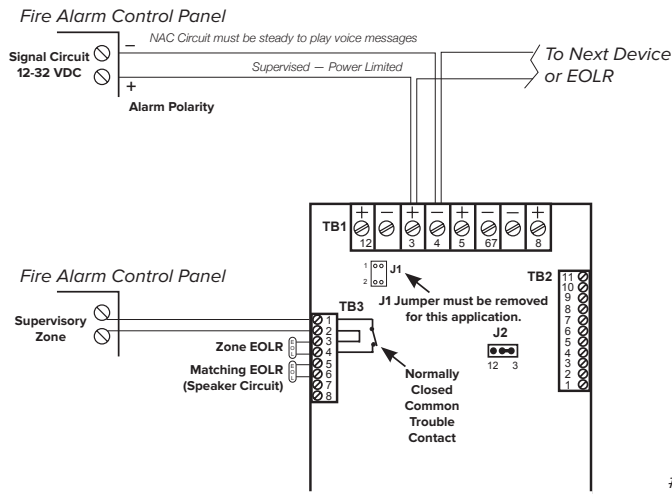 Fire Alarm Control Panel
NAC Circuit must be steady to play voice messages
Signal Circuit
12-32 VDC
−
Supervised — Power Limited
+
Alarm Polarity
To Next Device
or EOLR
TB1
+ − + − + − − +
12 3 4 5 67 8
1
2
J1
J1 Jumper must be removed
for this application.
TB2
11
10
9
8
7
6
5
4
3
2
1
J2
12 3
Fire Alarm Control Panel
Supervisory
Zone
TB3
1
2
3
4
5
6
7
8
Zone EOLR
EOL
Matching EOLR
(Speaker Circuit)
EOL
Normally
Closed
Common
Trouble
Contact
#